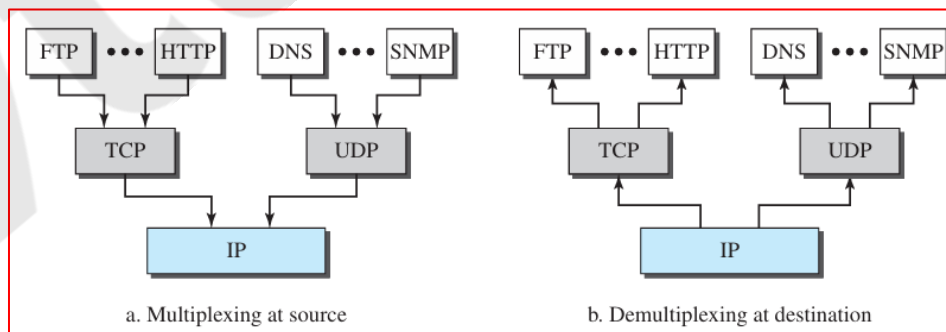 FTP ••• HTTP DNS ••• SNMP FTP ••• HTTP DNS ••• SNMP
TCP UDP TCP UDP
IP IP
a. Multiplexing at source b. Demultiplexing at destination